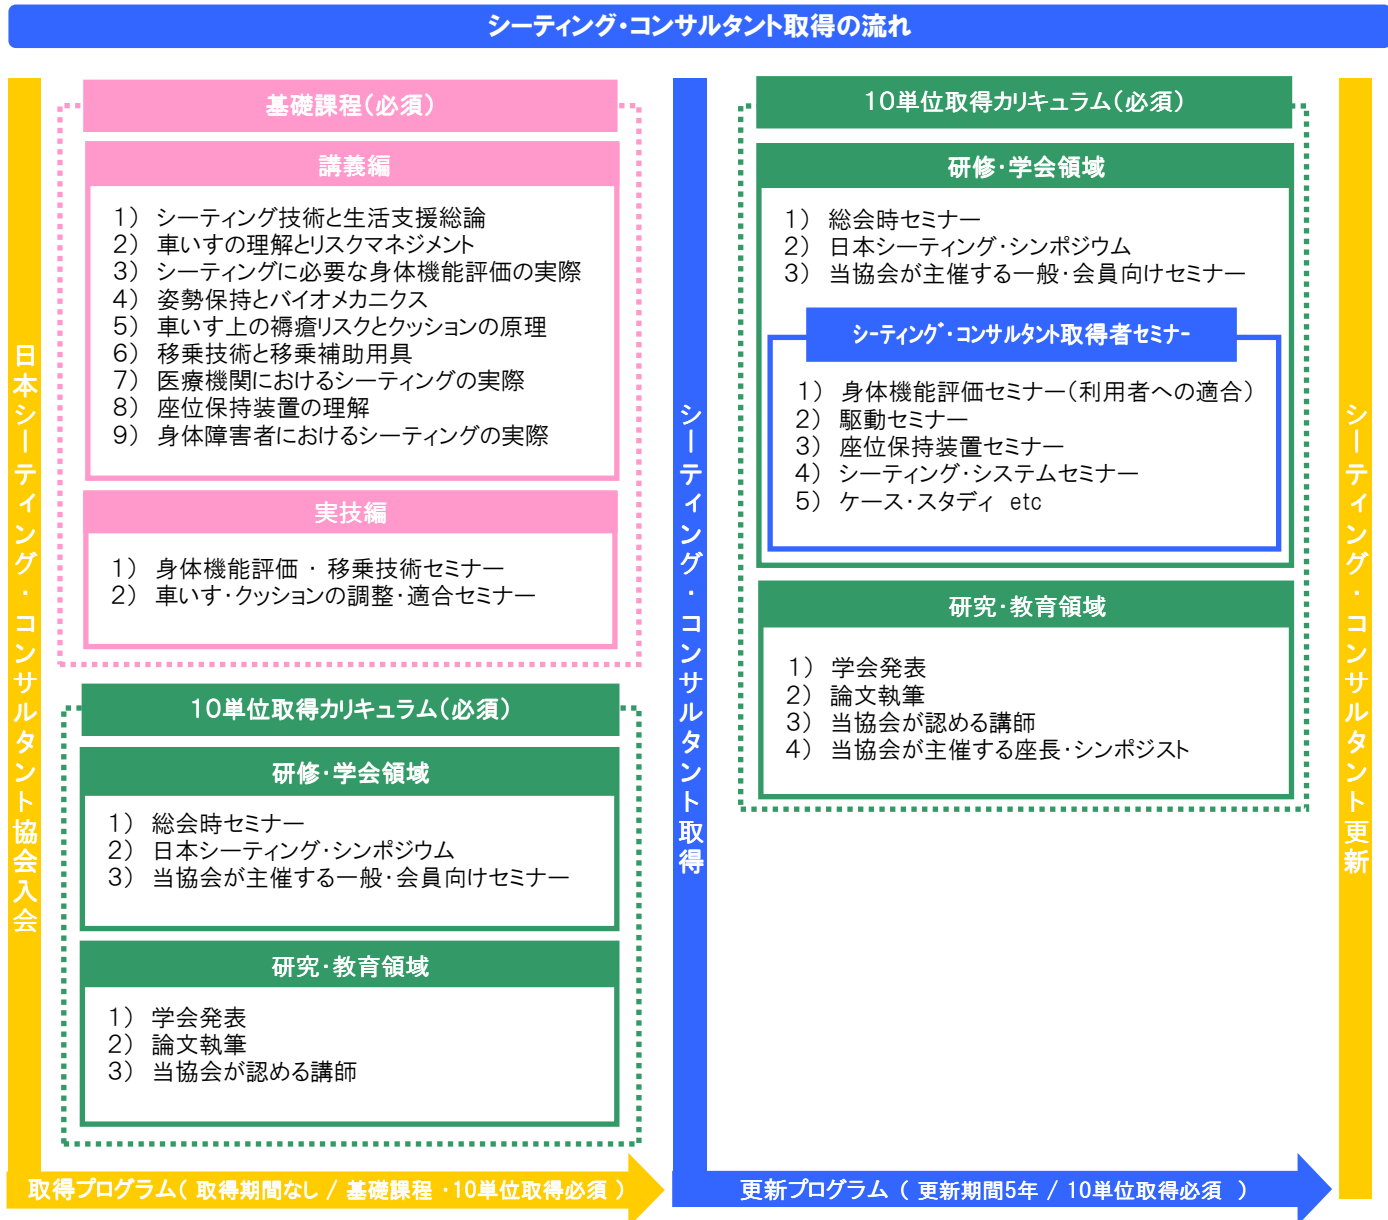 シーティング・コンサルタント取得の流れ
日本シーティング・コンサルタント協会入会
基礎課程（必須）
講義編
1） シーティング技術と生活支援総論
2） 車いすの理解とリスクマネジメント
3） シーティングに必要な身体機能評価の実際
4） 姿勢保持とバイオメカニクス
5） 車いす上の褥瘡リスクとクッションの原理
6） 移乗技術と移乗補助用具
7） 医療機関におけるシーティングの実際
8） 座位保持装置の理解
9） 身体障害者におけるシーティングの実際
実技編
1） 身体機能評価 ・ 移乗技術セミナー
2） 車いす・クッションの調整・適合セミナー
10単位取得カリキュラム（必須）
研修・学会領域
1） 総会時セミナー
2） 日本シーティング・シンポジウム
3） 当協会が主催する一般・会員向けセミナー
研究・教育領域
1） 学会発表
2） 論文執筆
3） 当協会が認める講師
取得プログラム（ 取得期間なし / 基礎課程 ・10単位取得必須 ）
シーティング・コンサルタント取得
10単位取得カリキュラム（必須）
研修・学会領域
1） 総会時セミナー
2） 日本シーティング・シンポジウム
3） 当協会が主催する一般・会員向けセミナー
シーティング・コンサルタント取得者セミナー
1） 身体機能評価セミナー（利用者への適合）
2） 駆動セミナー
3） 座位保持装置セミナー
4） シーティング・システムセミナー
5） ケース・スタディ etc
研究・教育領域
1） 学会発表
2） 論文執筆
3） 当協会が認める講師
4） 当協会が主催する座長・シンポジスト
更新プログラム （ 更新期間5年 / 10単位取得必須 ）
シーティング・コンサルタント更新